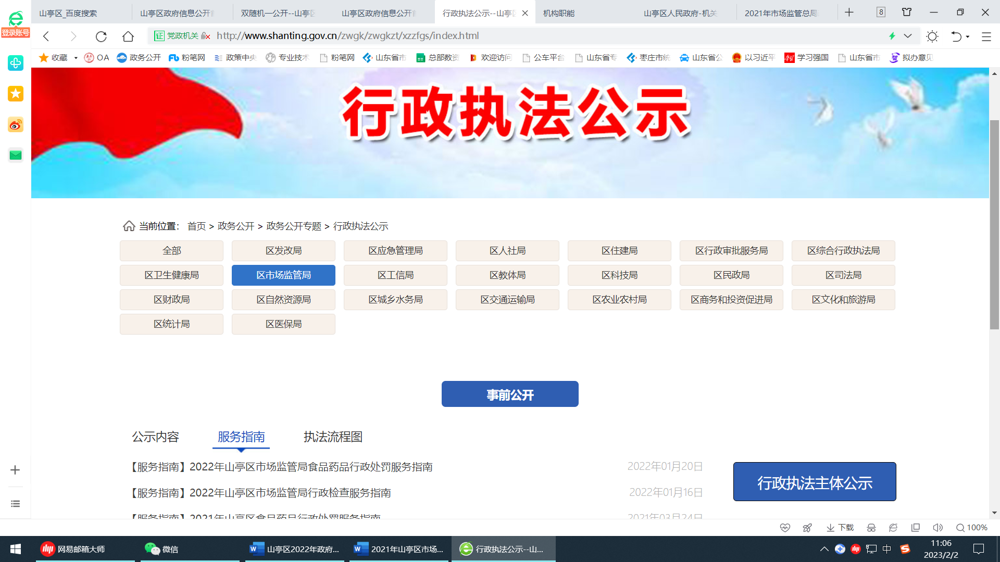 山亭区_百度搜索
山亭区政府信息公开首
双随机一公开--山亭区
山亭区政府信息公开首
行政执法公示--山亭区
机构职能
山亭区人民政府-机关
2021年市场监管总局
8
登录账号
证 党政机关 http://www.shanting.gov.cn/zwgk/zwgkzt/xzzfgs/index.html
收藏 OA 政务公开 粉笔网 政策中央 专业技术 粉笔网 山东省市 总部数资 欢迎访问 公车平台 山东省专 枣庄市统 山东省公 以习近平 学习强国 山东省市 拟办意见
行政执法公示
当前位置： 首页 > 政务公开 > 政务公开专题 > 行政执法公示
全部 区发改局 区应急管理局 区人社局 区住建局 区行政审批服务局 区综合行政执法局
区卫生健康局 区市场监管局 区工信局 区教体局 区科技局 区民政局 区司法局
区财政局 区自然资源局 区城乡水务局 区交通运输局 区农业农村局 区商务和投资促进局 区文化和旅游局
区统计局 区医保局
事前公开
公示内容 服务指南 执法流程图
【服务指南】2022年山亭区市场监管局食品药品行政处罚服务指南 2022年01月20日
行政执法主体公示
【服务指南】2022年山亭区市场监管局行政检查服务指南 2022年01月16日
【服务指南】2021年山亭区食品药品行政处罚服务指南 2021年03月24日
下载 100%
网易邮箱大师 微信 山亭区2022年政府... 2021年山亭区市场... 行政执法公示--山...
中
11:06
2023/2/2